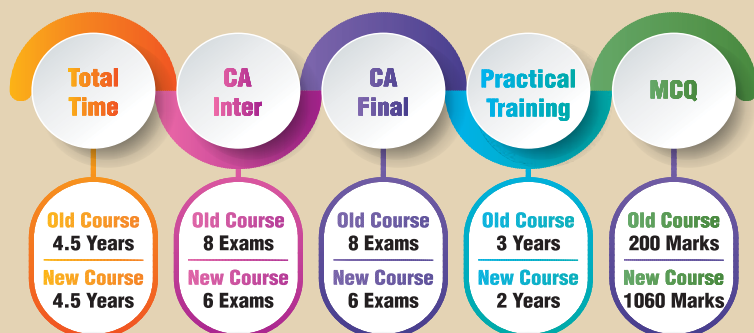 Total
Time
CA
Inter
CA
Final
Practical
Training
MCQ
Old Course
4.5 Years
New Course
4.5 Years
Old Course
8 Exams
New Course
6 Exams
Old Course
8 Exams
New Course
6 Exams
Old Course
3 Years
New Course
2 Years
Old Course
200 Marks
New Course
1060 Marks